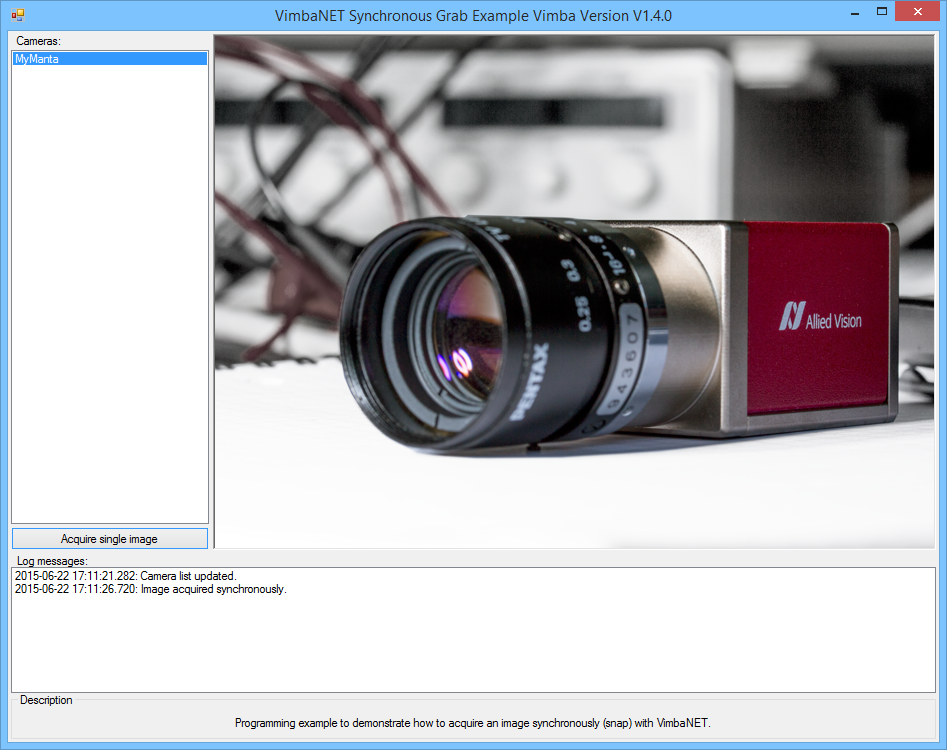 VimbaNET Synchronous Grab Example Vimba Version V1.4.0
Cameras:
MyManta
Allied Vision
0.3
0.25
PENTAX
943607
Acquire single image
Log messages:
2015-06-22 17:11:21.282: Camera list updated.
2015-06-22 17:11:26.720: Image acquired synchronously.
Description
Programming example to demonstrate how to acquire an image synchronously (snap) with VimbaNET.